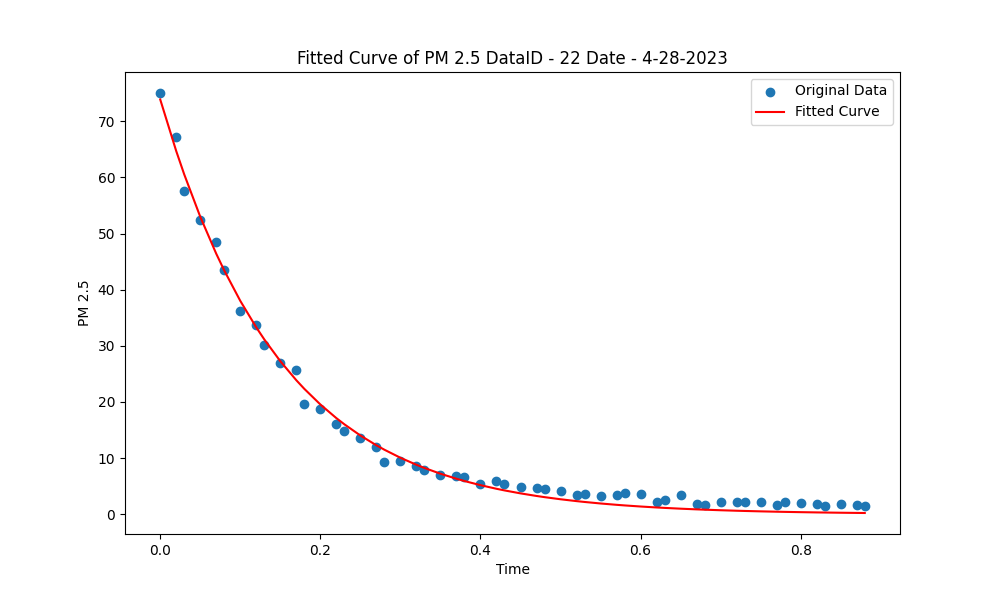 Fitted Curve of PM 2.5 DataID - 22 Date - 4-28-2023
Original Data
Fitted Curve
70
60
50
40
30
20
10
0
PM 2.5
0.0 0.2 0.4 0.6 0.8
Time